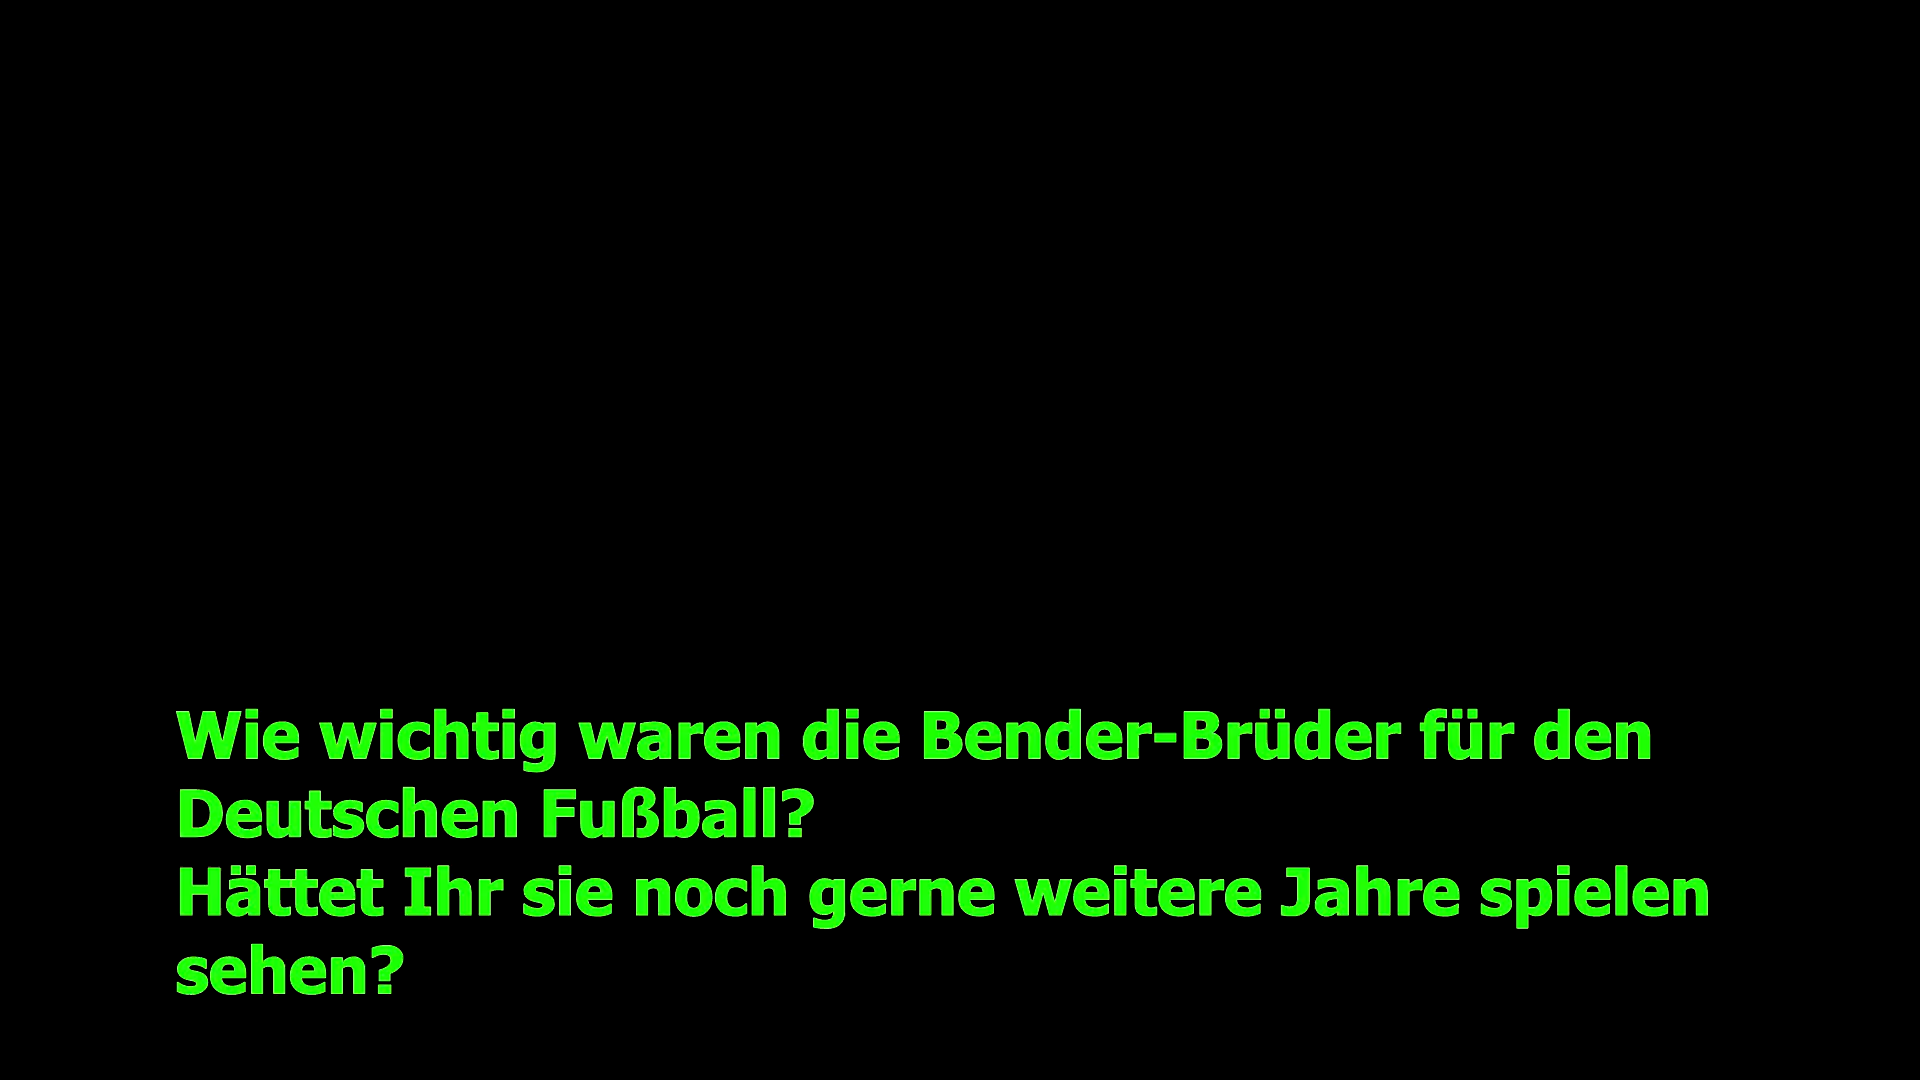 Wie wichtig waren die Bender-Brüder für den
Deutschen Fußball?
Hättet Ihr sie noch gerne weitere Jahre spielen
sehen?